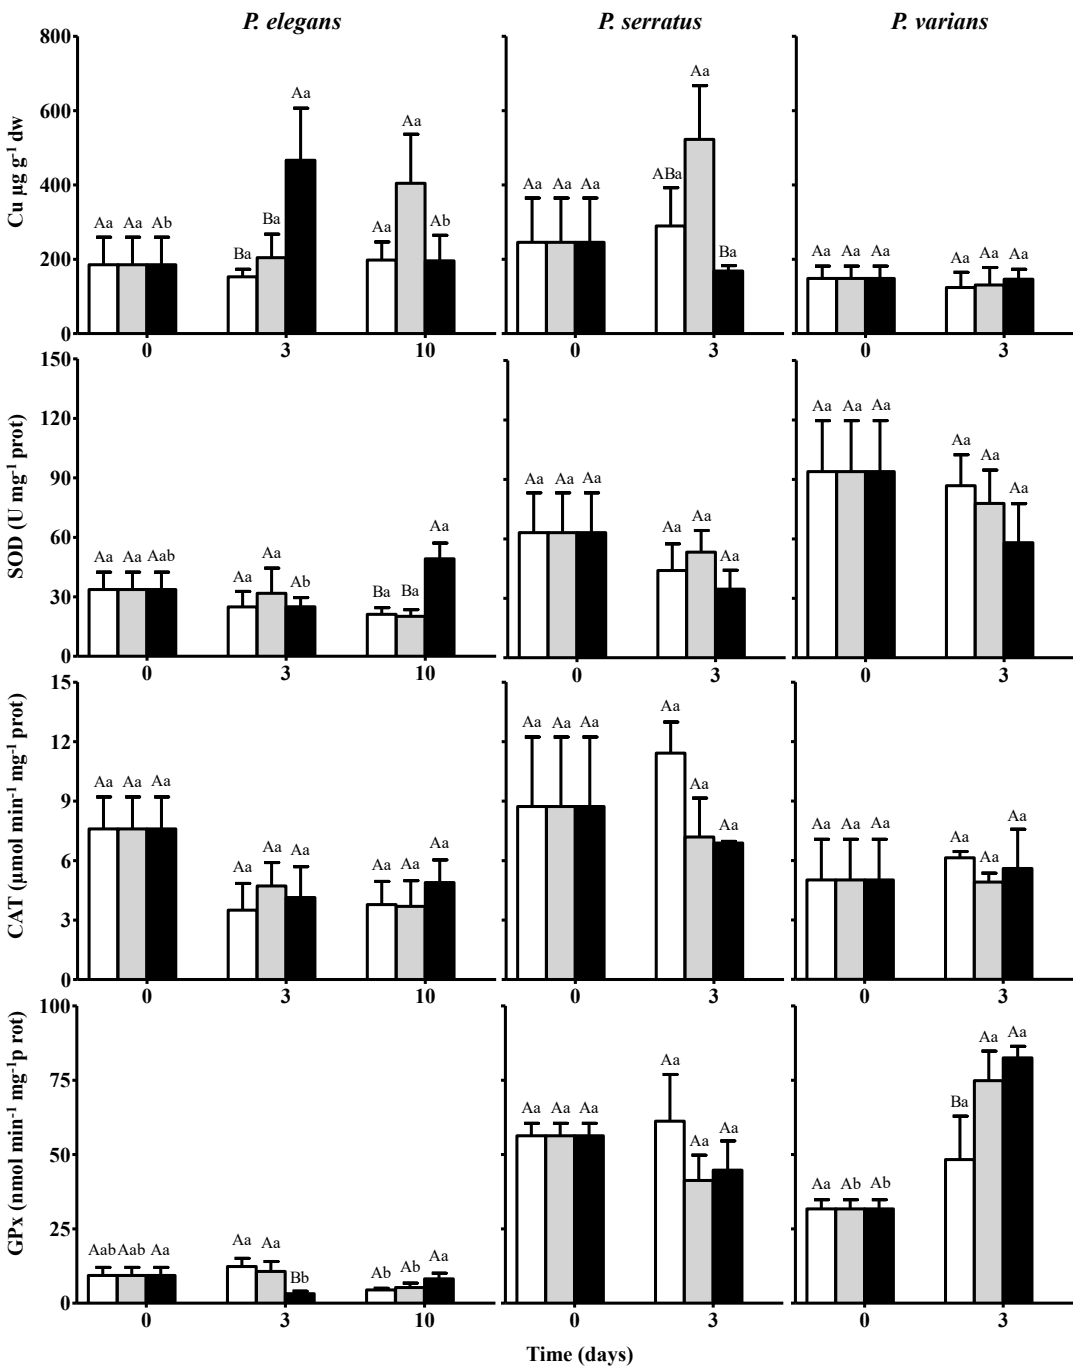 P. elegans P. serratus P. varians
800
600
400
200
0
Cu µg g-1 dw
Aa Aa Ab Ba Ba Aa Aa Aa Ab
Aa Aa Aa ABa Aa Ba
Aa Aa Aa Aa Aa Aa
0 3 10 0 3 0 3
150
120
90
60
30
0
SOD (U mg-1 prot)
Aa Aa Aab Aa Aa Ab Ba Ba Aa
Aa Aa Aa Aa Aa Aa
Aa Aa Aa Aa Aa Aa
0 3 10 0 3 0 3
15
12
9
6
3
0
CAT (µmol min-1 mg-1 prot)
Aa Aa Aa Aa Aa Aa Aa Aa Aa
Aa Aa Aa Aa Aa Aa
Aa Aa Aa Aa Aa Aa
0 3 10 0 3 0 3
100
75
50
25
0
GPx (nmol min-1 mg-1p rot)
Aab Aab Aa Aa Aa Bb Ab Ab Aa
Aa Aa Aa Aa Aa Aa
Aa Ab Ab Ba Aa Aa
0 3 10 0 3 0 3
Time (days)